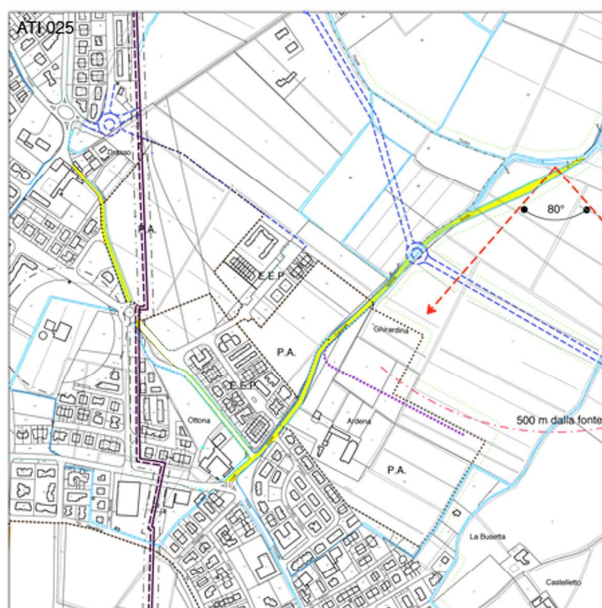 ATI 025
P.A.
80°
E.E.P.
Ghirardina
P.A.
E.E.P.
Ottona
Ardena
500 m dalla fonte
P.A.
La Busetta
Castelletto